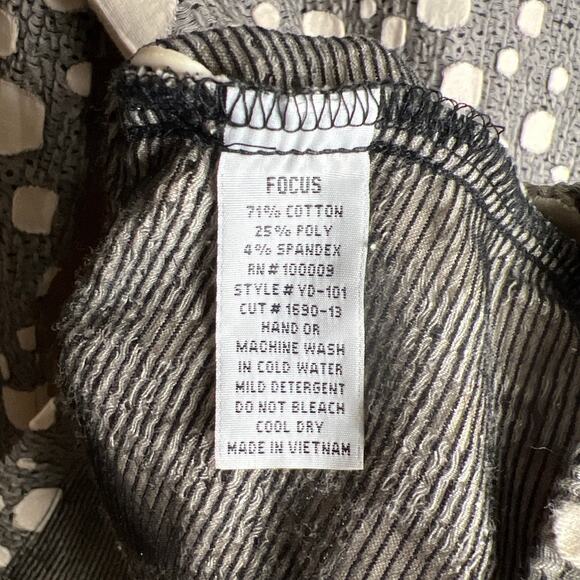 FOCUS
71% COTTON
25% POLY
4% SPANDEX
RN# 100009
STYLE# YD-101
CUT# 1690-13
HAND OR
MACHINE WASH
IN COLD WATER
MILD DETERGENT
DO NOT BLEACH
COOL DRY
MADE IN VIETNAM